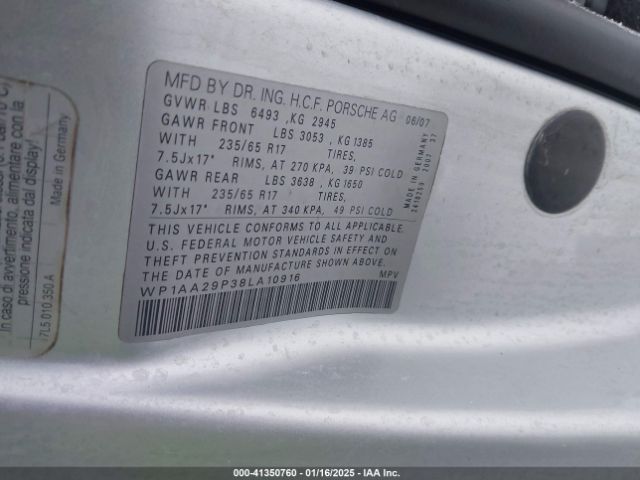 MFD BY DR. ING. H.C.F. PORSCHE AG 06/07
GVWR LBS 6493 ,KG 2945
GAWR FRONT LBS 3053 , KG 1385
WITH 235/65 R17 TIRES,
7.5Jx17" RIMS, AT 270 KPA, 39 PSI COLD
GAWR REAR LBS 3638 , KG 1650
WITH 235/65 R17 TIRES,
7.5Jx17" RIMS, AT 340 KPA, 49 PSI COLD
THIS VEHICLE CONFORMS TO ALL APPLICABLE.
U.S. FEDERAL MOTOR VEHICLE SAFETY AND
THEFT PREVENTION STANDARDS IN EFFECT ON
THE DATE OF MANUFACTURE SHOWN ABOVE
WP1AA29P38LA10916 MPV
MADE IN GERMANY
2007 27
In caso di
avvertimento, alimentare con la
pressione indicata dal display!
Made in Germany
7L5 010 350 A
000-41350760 - 01/16/2025 - IAA Inc.